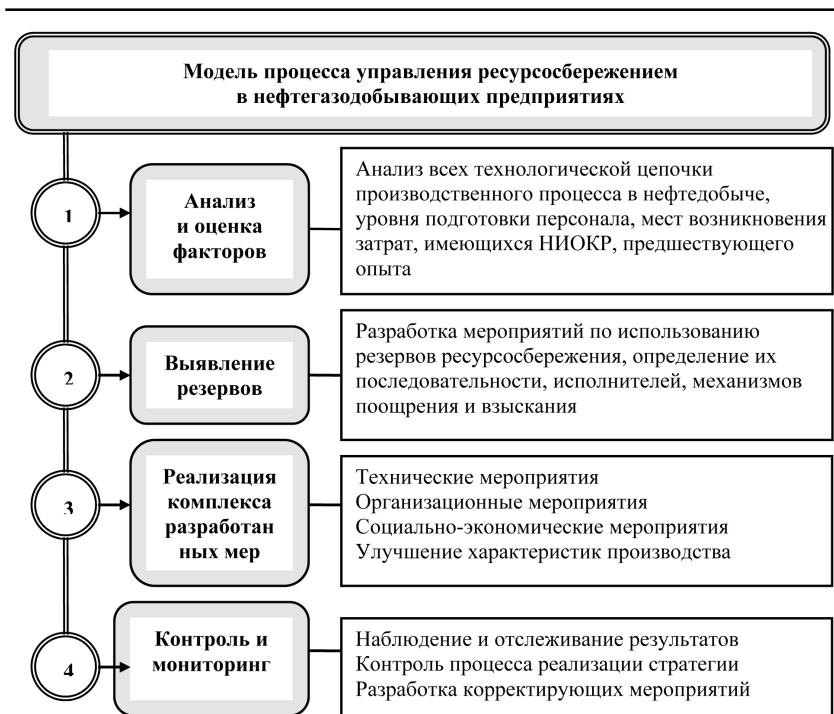 Модель процесса управления ресурсосбережением
в нефтегазодобывающих предприятиях
1
Анализ
и оценка
факторов
Анализ всех технологической цепочки
производственного процесса в нефтедобыче,
уровня подготовки персонала, мест возникновения
затрат, имеющихся НИОКР, предшествующего
опыта
2
Выявление
резервов
Разработка мероприятий по использованию
резервов ресурсосбережения, определение их
последовательности, исполнителей, механизмов
поощрения и взыскания
3
Реализация
комплекса
разработан
ных мер
Технические мероприятия
Организационные мероприятия
Социально-экономические мероприятия
Улучшение характеристик производства
4
Контроль и
мониторинг
Наблюдение и отслеживание результатов
Контроль процесса реализации стратегии
Разработка корректирующих мероприятий